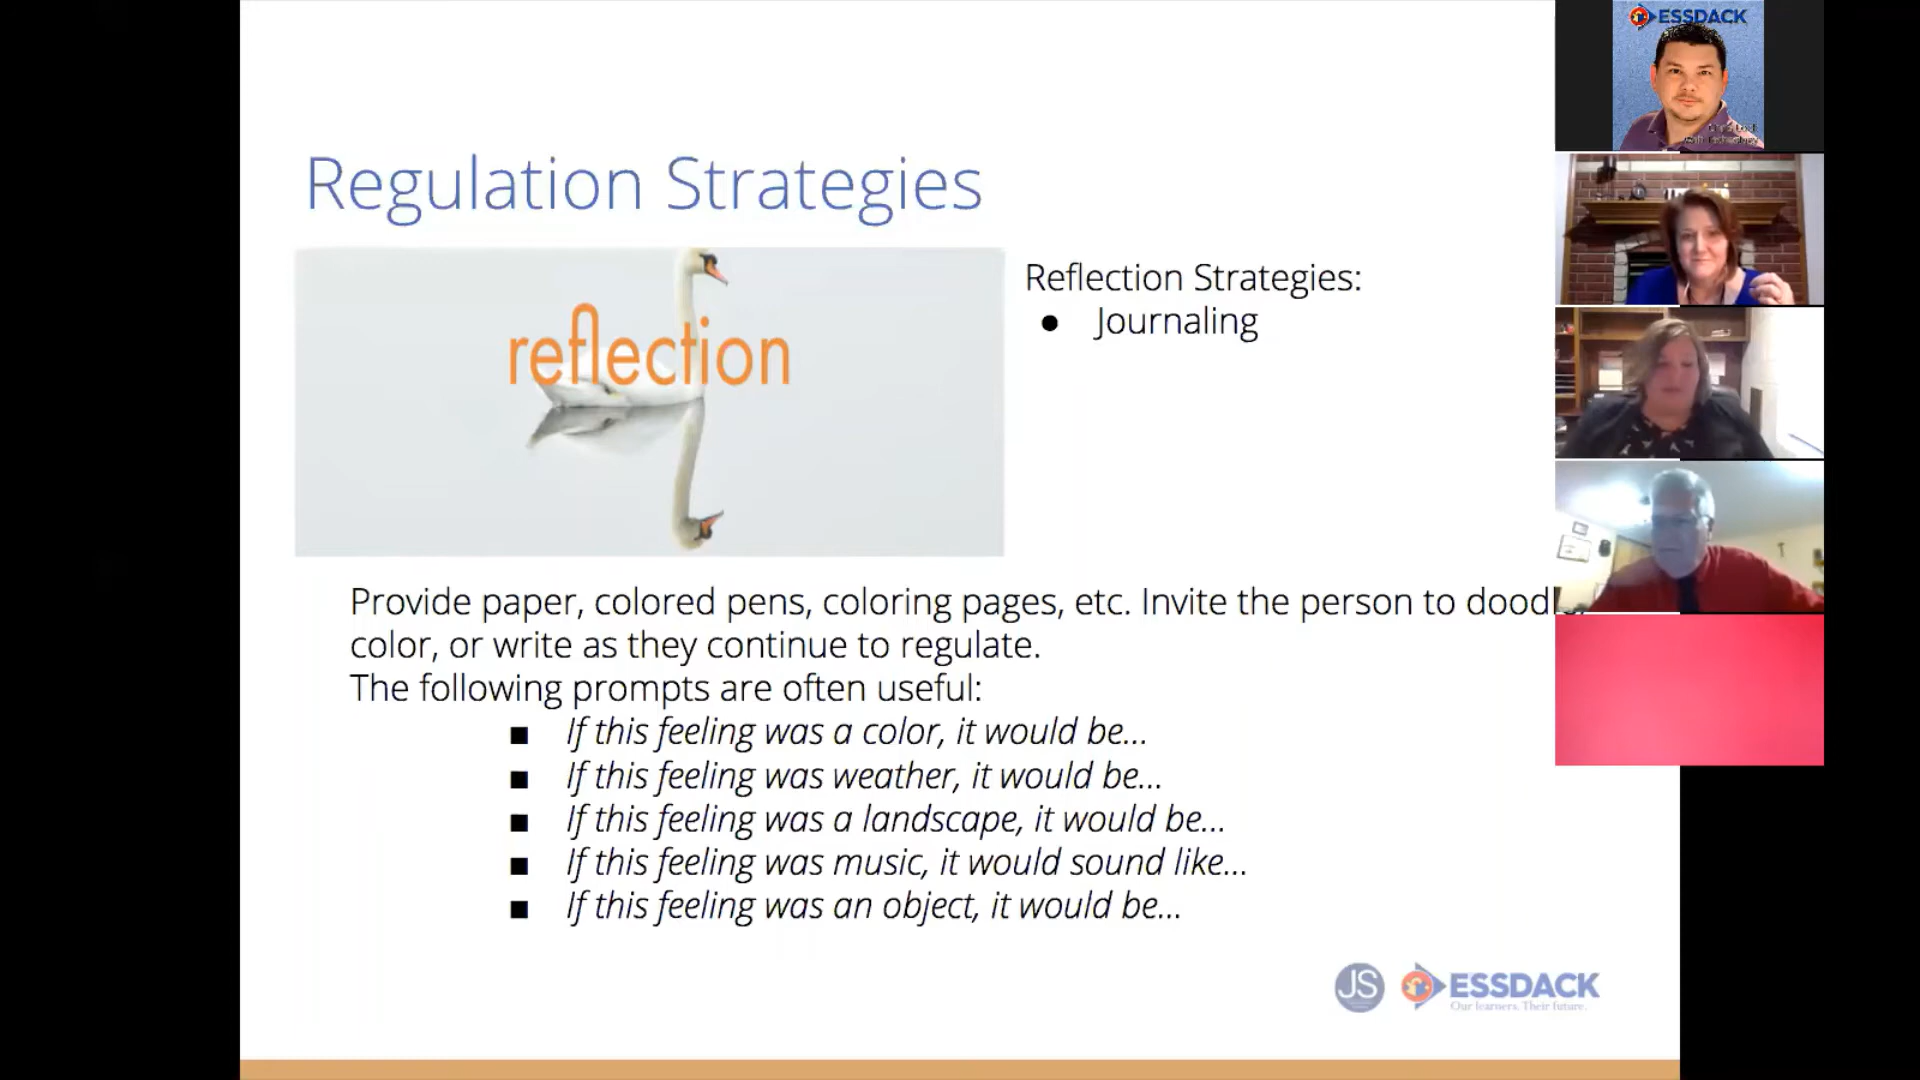 ESSDACK
Regulation Strategies
reflection
Reflection Strategies:
● Journaling
Provide paper, colored pens, coloring pages, etc. Invite the person to
color, or write as they continue to regulate.
The following prompts are often useful:
■ If this feeling was a color, it would be...
■ If this feeling was weather, it would be...
■ If this feeling was a landscape, it would be...
■ If this feeling was music, it would sound like...
■ If this feeling was an object, it would be...
JS
ESSDACK
Our learners. Their future.